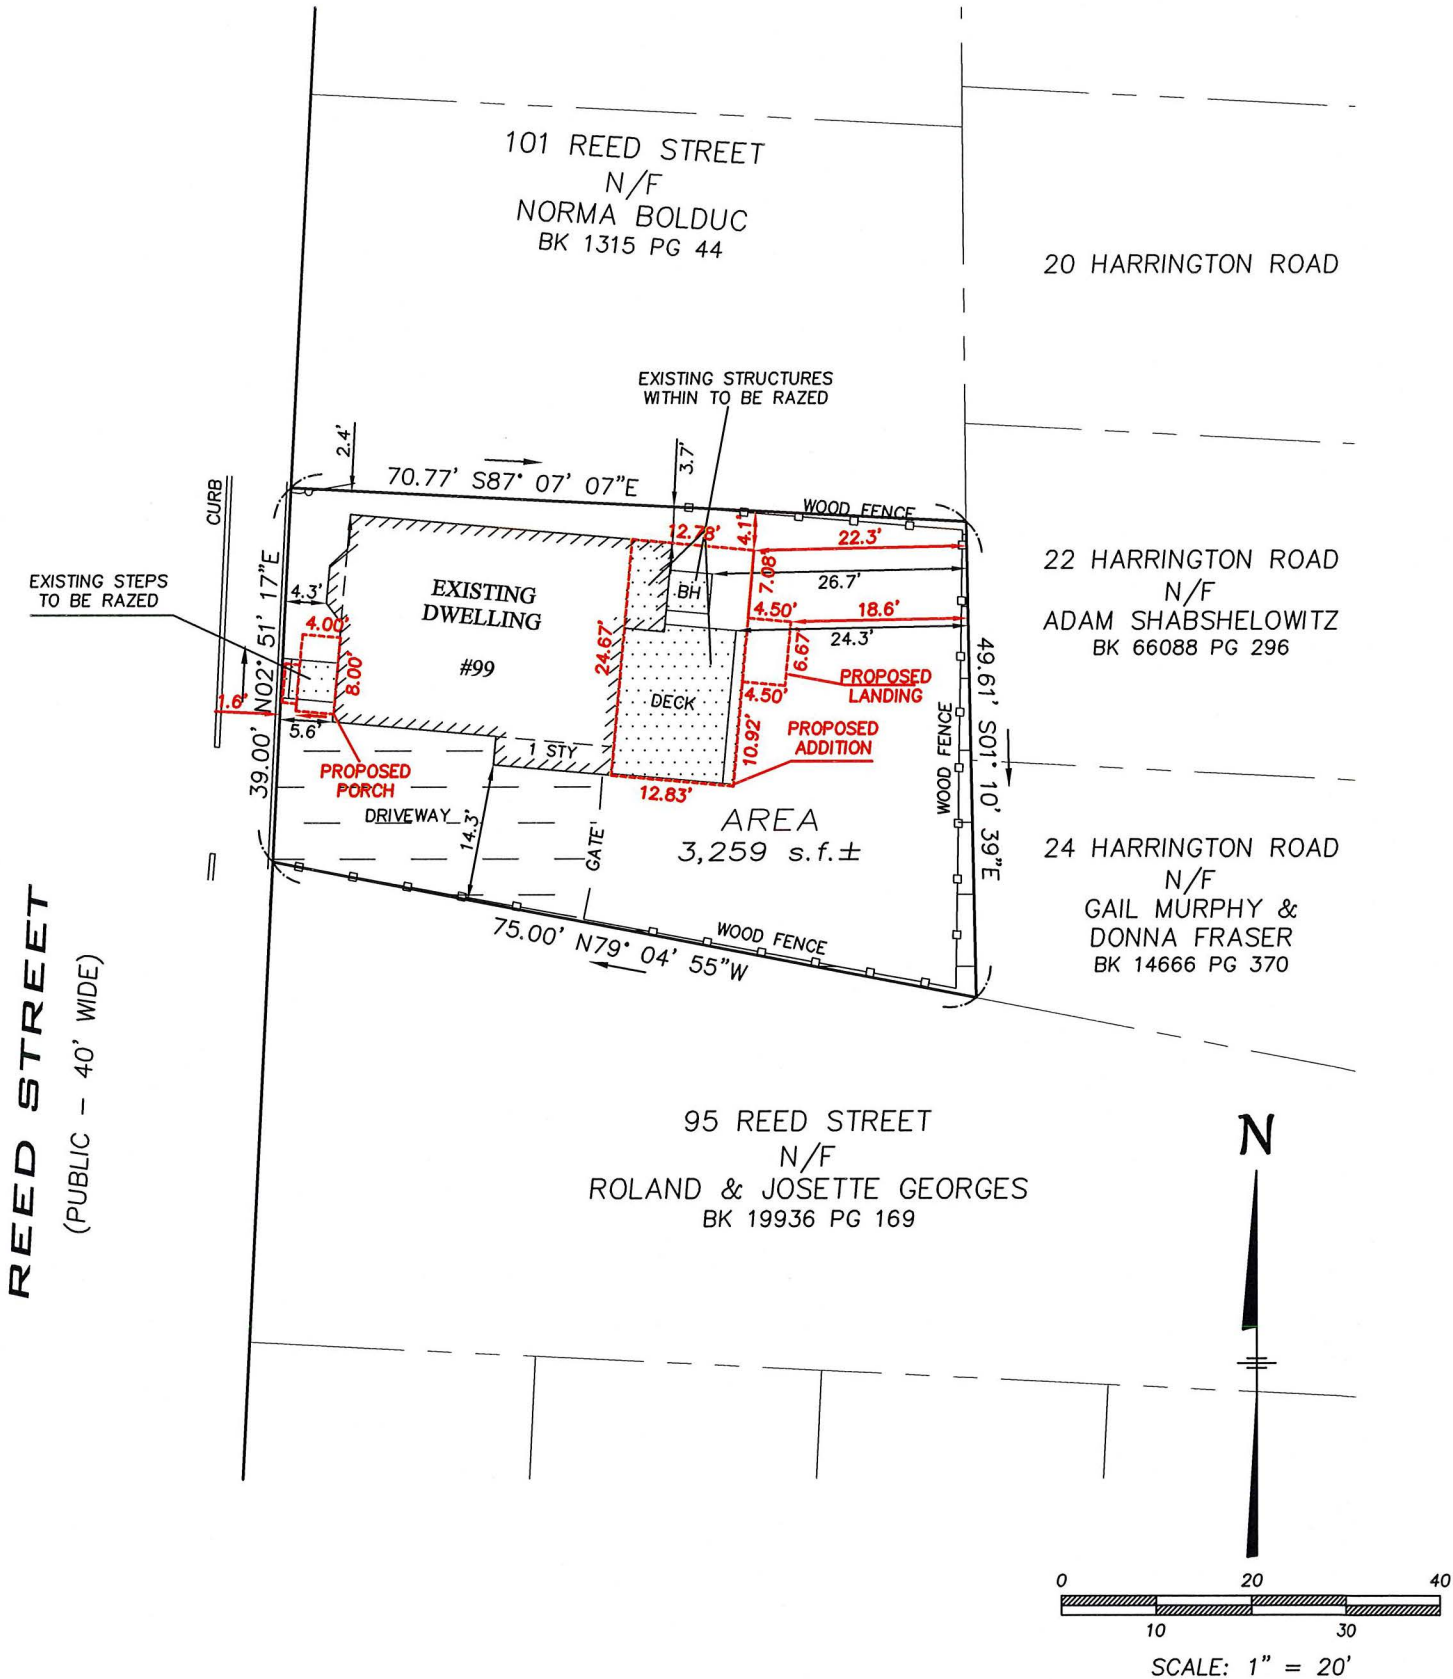 101 REED STREET
N/F
NORMA BOLDUC
BK 1315 PG 44
20 HARRINGTON ROAD
EXISTING STRUCTURES
WITHIN TO BE RAZED
2.4'
3.7'
70.77' S87° 07' 07"E
CURB
WOOD FENCE
12.78'
4.1'
22.3'
EXISTING STEPS
TO BE RAZED
4.3'
EXISTING
DWELLING
#99
BH
7.08'
26.7'
4.50'
18.6'
24.3'
22 HARRINGTON ROAD
N/F
ADAM SHABSHELOWITZ
BK 66088 PG 296
4.00'
8.00'
24.67'
6.67'
4.50'
PROPOSED
LANDING
DECK
1.6'
5.6'
39.00' N02° 51' 17"E
49.61' S01° 10' 39"E
WOOD FENCE
PROPOSED
ADDITION
10.92'
1 STY
PROPOSED
PORCH
12.83'
DRIVEWAY
14.3'
GATE
AREA
3,259 s.f.±
24 HARRINGTON ROAD
N/F
GAIL MURPHY &
DONNA FRASER
BK 14666 PG 370
WOOD FENCE
75.00' N79° 04' 55"W
REED STREET
(PUBLIC - 40' WIDE)
95 REED STREET
N/F
ROLAND & JOSETTE GEORGES
BK 19936 PG 169
N
0 20 40
10 30
SCALE: 1" = 20'